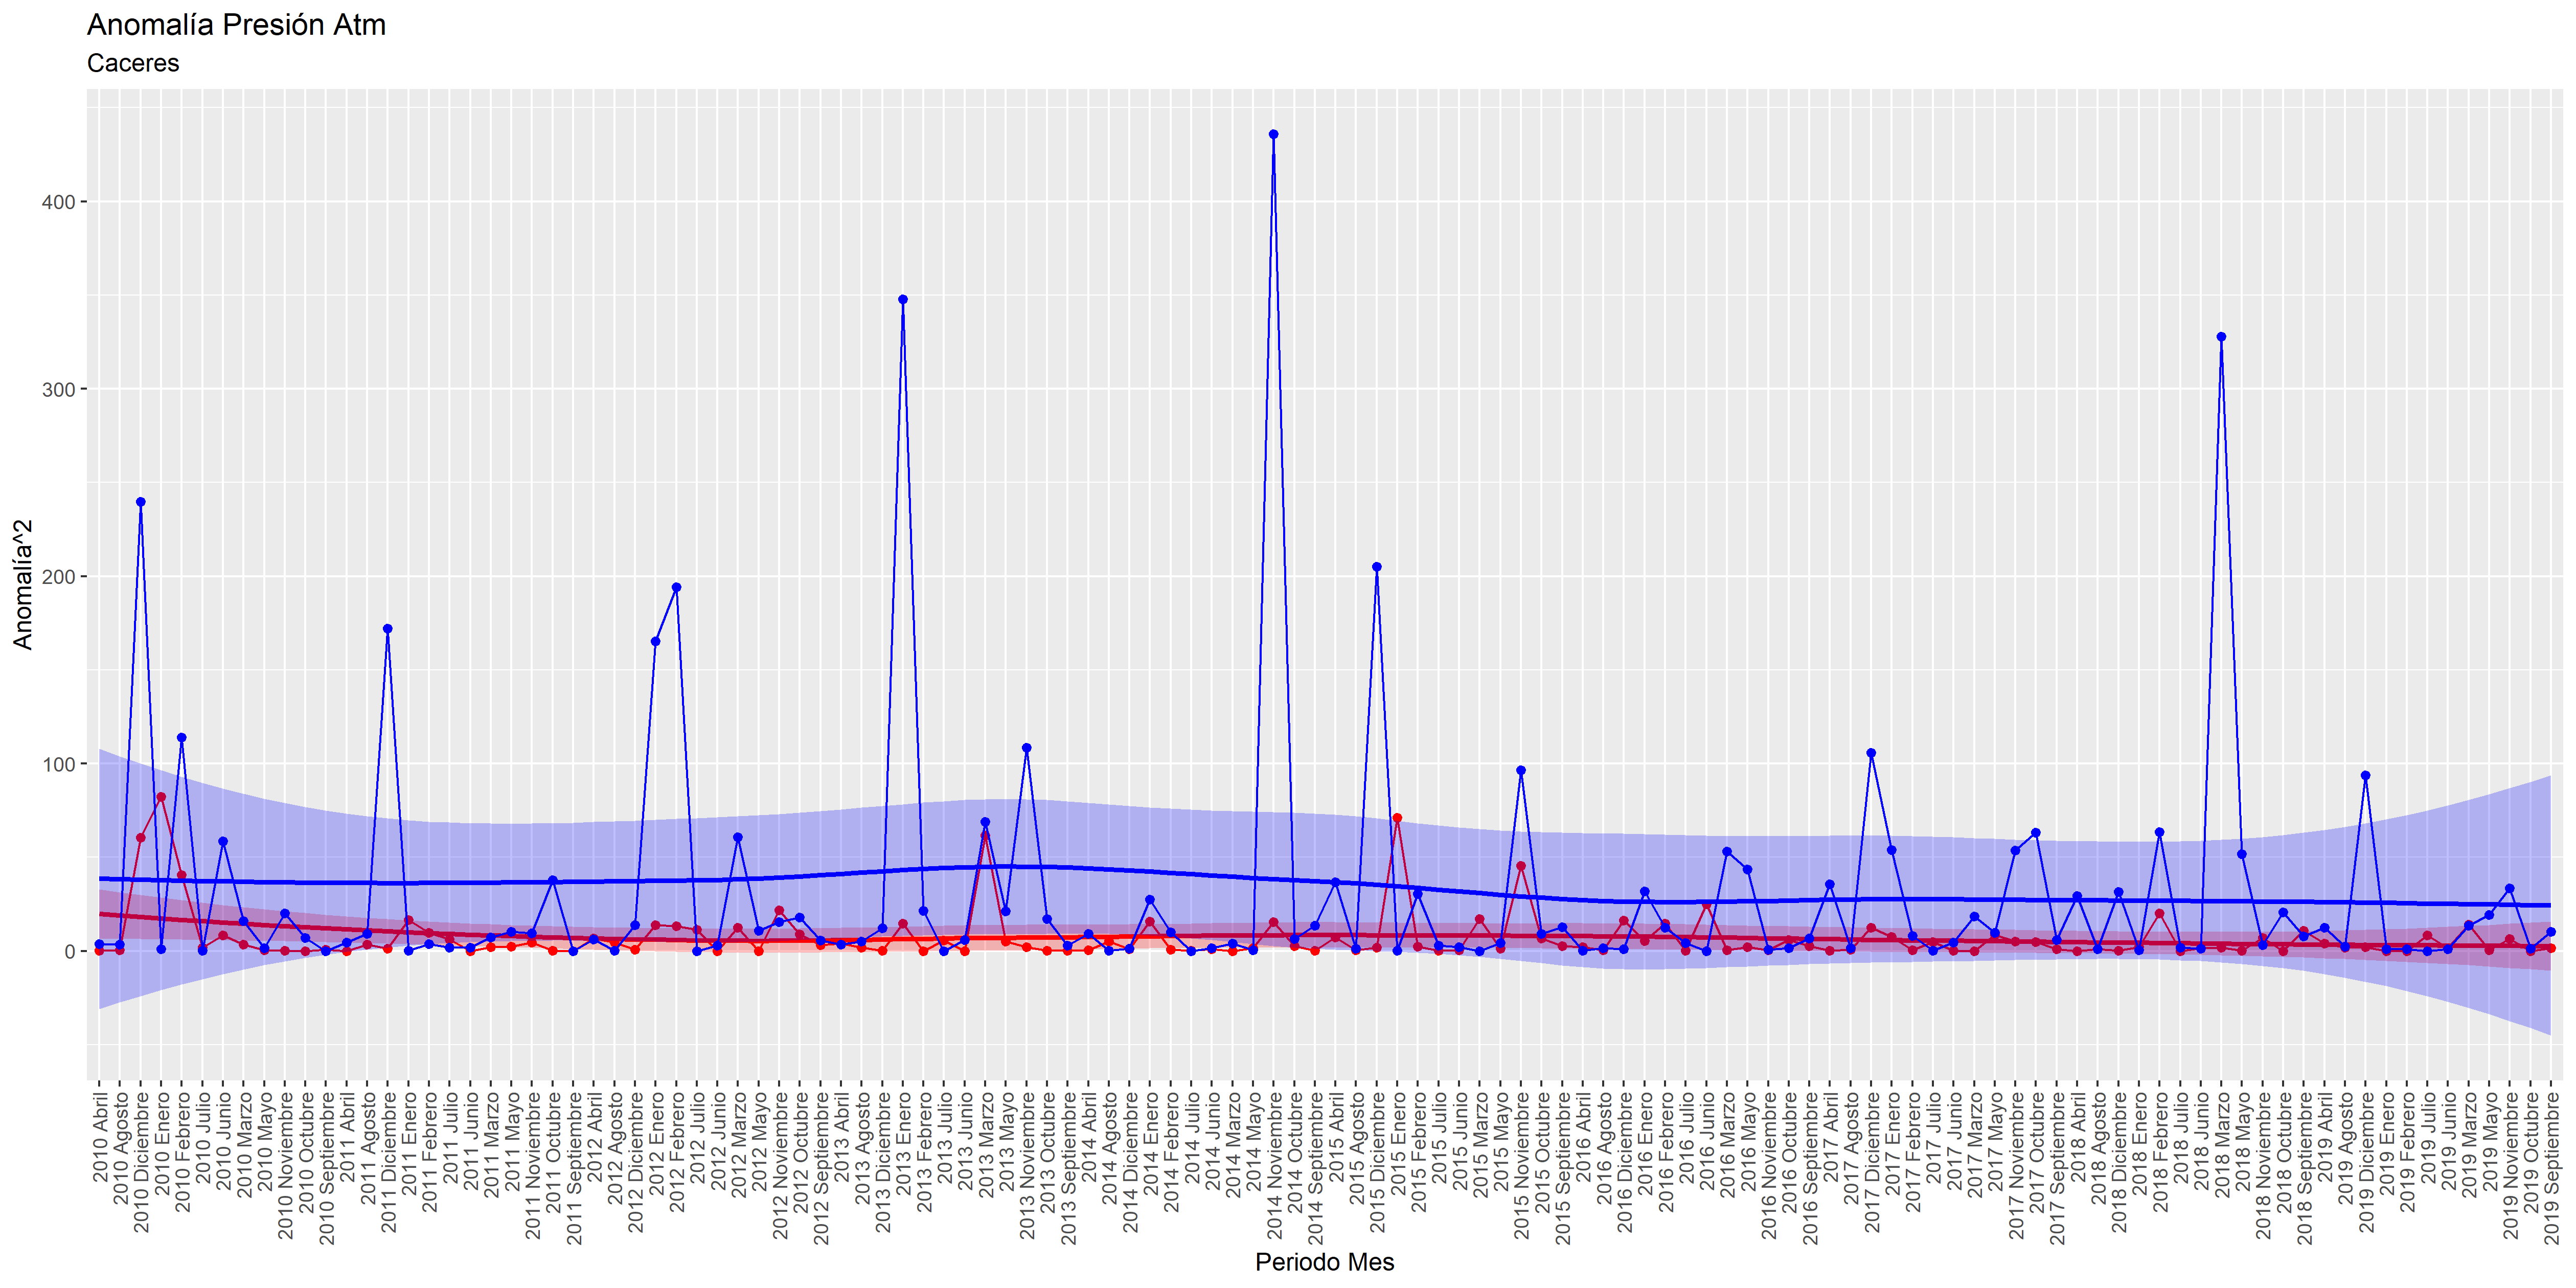 Anomalía Presión Atm
Caceres
Anomalía^2
400
300
200
100
0
2010 Abril
2010 Agosto
2010 Diciembre
2010 Enero
2010 Febrero
2010 Julio
2010 Junio
2010 Marzo
2010 Mayo
2010 Noviembre
2010 Octubre
2010 Septiembre
2011 Abril
2011 Agosto
2011 Diciembre
2011 Enero
2011 Febrero
2011 Julio
2011 Junio
2011 Marzo
2011 Mayo
2011 Noviembre
2011 Octubre
2011 Septiembre
2012 Abril
2012 Agosto
2012 Diciembre
2012 Enero
2012 Febrero
2012 Julio
2012 Junio
2012 Marzo
2012 Mayo
2012 Noviembre
2012 Octubre
2012 Septiembre
2013 Abril
2013 Agosto
2013 Diciembre
2013 Enero
2013 Febrero
2013 Julio
2013 Junio
2013 Marzo
2013 Mayo
2013 Noviembre
2013 Octubre
2013 Septiembre
2014 Abril
2014 Agosto
2014 Diciembre
2014 Enero
2014 Febrero
2014 Julio
2014 Junio
2014 Marzo
2014 Mayo
2014 Noviembre
2014 Octubre
2014 Septiembre
2015 Abril
2015 Agosto
2015 Diciembre
2015 Enero
2015 Febrero
2015 Julio
2015 Junio
2015 Marzo
2015 Mayo
2015 Noviembre
2015 Octubre
2015 Septiembre
2016 Abril
2016 Agosto
2016 Diciembre
2016 Enero
2016 Febrero
2016 Julio
2016 Junio
2016 Marzo
2016 Mayo
2016 Noviembre
2016 Octubre
2016 Septiembre
2017 Abril
2017 Agosto
2017 Diciembre
2017 Enero
2017 Febrero
2017 Julio
2017 Junio
2017 Marzo
2017 Mayo
2017 Noviembre
2017 Octubre
2017 Septiembre
2018 Abril
2018 Agosto
2018 Diciembre
2018 Enero
2018 Febrero
2018 Julio
2018 Junio
2018 Marzo
2018 Mayo
2018 Noviembre
2018 Octubre
2018 Septiembre
2019 Abril
2019 Agosto
2019 Diciembre
2019 Enero
2019 Febrero
2019 Julio
2019 Junio
2019 Marzo
2019 Mayo
2019 Noviembre
2019 Octubre
2019 Septiembre
Periodo Mes